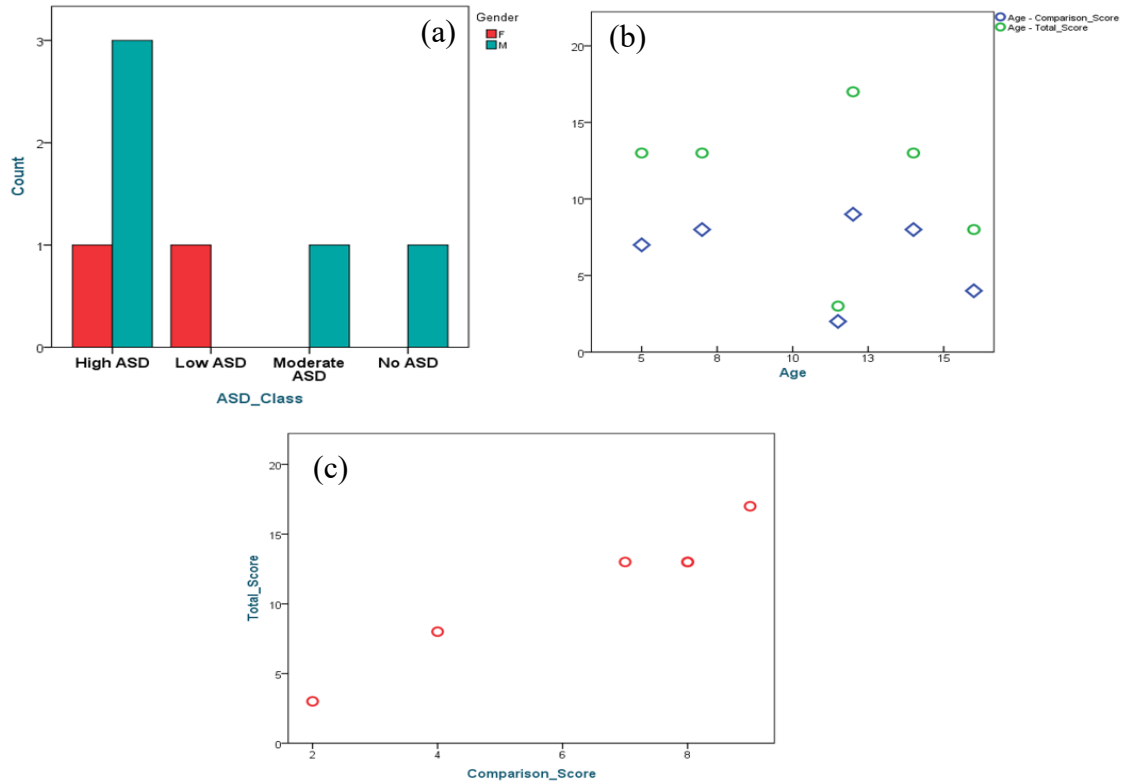 (a)
Gender
F
M
3
2
1
0
Count
High ASD
Low ASD
Moderate
ASD
No ASD
ASD_Class
(b)
Age - Comparison_Score
Age - Total_Score
20
15
10
5
0
5
8
10
13
15
Age
(c)
Total_Score
20
15
10
5
0
2
4
6
8
Comparison_Score